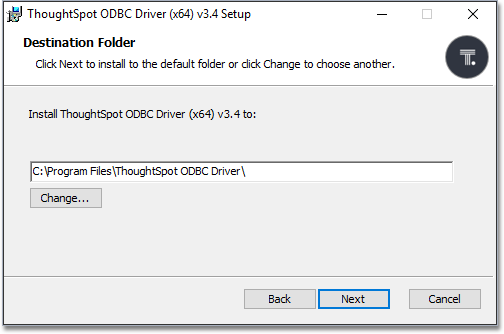 ThoughtSpot ODBC Driver (x64) v3.4 Setup
Destination Folder
Click Next to install to the default folder or click Change to choose another.
T.
Install ThoughtSpot ODBC Driver (x64) v3.4 to:
C:\Program Files\ThoughtSpot ODBC Driver\
Change...
Back
Next
Cancel